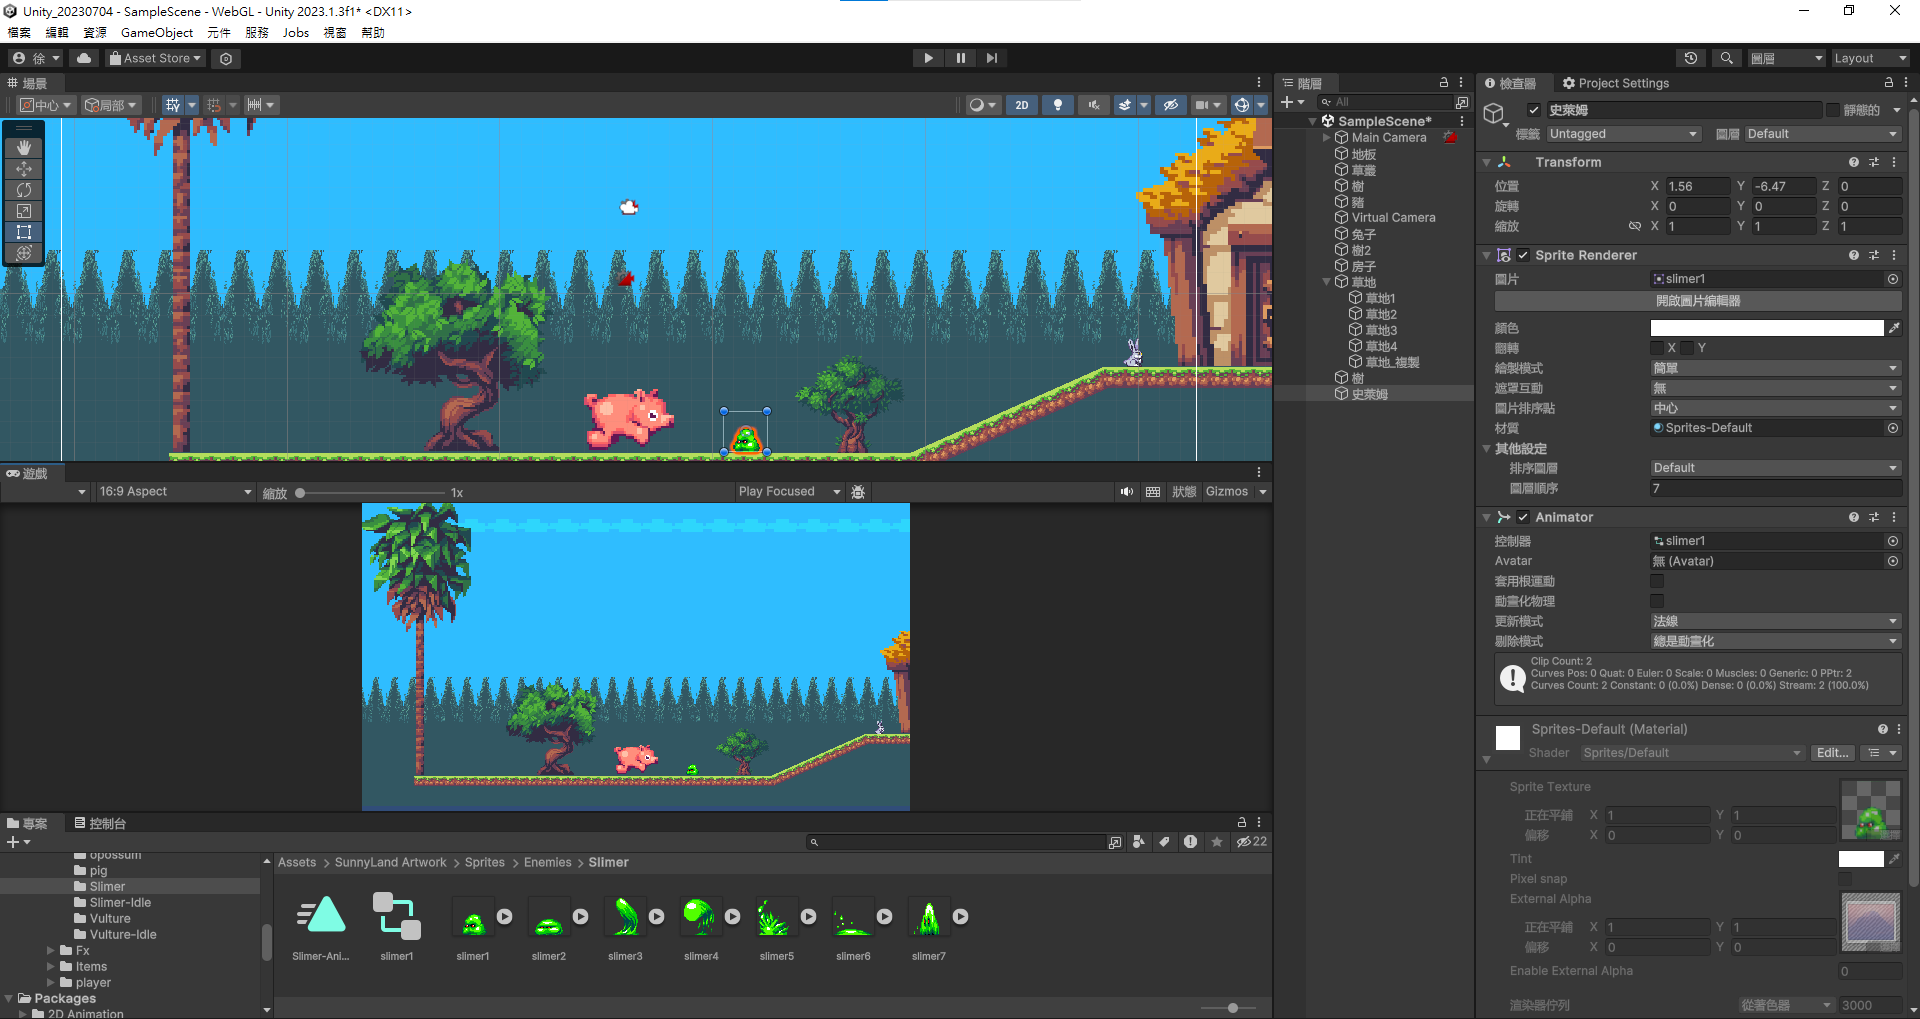 Unity_20230704 - SampleScene - WebGL - Unity 2023.1.3f1* <DX11>
檔案 編輯 資源 GameObject 元件 服務 Jobs 視窗 幫助
徐 Asset Store 圖層 Layout
場景
中心 局部 2D
遊戲
16:9 Aspect 縮放 1x Play Focused 狀態 Gizmos
階層
All
SampleScene*
Main Camera
地板
草叢
樹
豬
Virtual Camera
兔子
樹2
房子
草地
草地1
草地2
草地3
草地4
草地_複製
樹
史萊姆
檢查器 Project Settings
史萊姆 靜態的
標籤 Untagged 圖層 Default
Transform
位置 X 1.56 Y -6.47 Z 0
旋轉 X 0 Y 0 Z 0
縮放 X 1 Y 1 Z 1
Sprite Renderer
圖片 slimer1
開啟圖片編輯器
顏色
翻轉 X Y
繪製模式 簡單
遮罩互動 無
圖片排序點 中心
材質 Sprites-Default
其他設定
排序圖層 Default
圖層順序 7
Animator
控制器 slimer1
Avatar 無 (Avatar)
套用根運動
動畫化物理
更新模式 法線
剔除模式 總是動畫化
Clip Count: 2
Curves Pos: 0 Quat: 0 Euler: 0 Scale: 0 Muscles: 0 Generic: 0 PPtr: 2
Curves Count: 2 Constant: 0 (0.0%) Dense: 0 (0.0%) Stream: 2 (100.0%)
Sprites-Default (Material)
Shader Sprites/Default Edit...
Sprite Texture
正在平鋪 X 1 Y 1
偏移 X 0 Y 0
選擇
Tint
Pixel snap
External Alpha
正在平鋪 X 1 Y 1
偏移 X 0 Y 0
選擇
Enable External Alpha 0
渲染器佇列 從著色器 3000
專案 控制台
22
opossum
pig
Slimer
Slimer-Idle
Vulture
Vulture-Idle
Fx
Items
player
Packages
2D Animation
Assets > SunnyLand Artwork > Sprites > Enemies > Slimer
Slimer-Ani... slimer1 slimer1 slimer2 slimer3 slimer4 slimer5 slimer6 slimer7